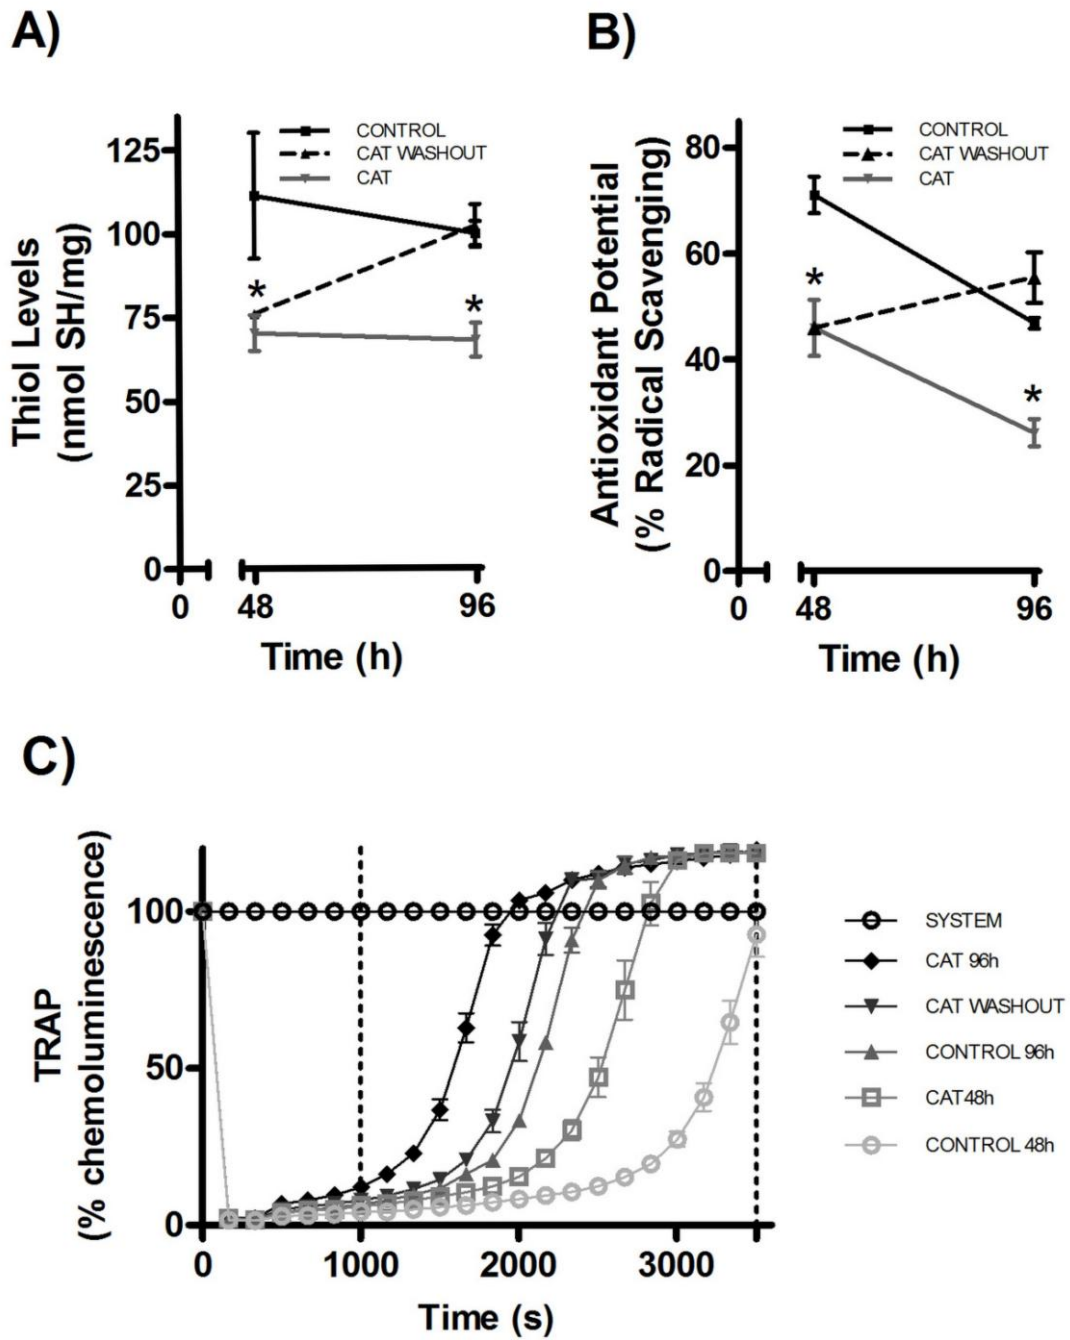 A)
Thiol Levels
(nmol SH/mg)
125
100
75
50
25
0
CONTROL
CAT WASHOUT
CAT
*
*
0 48 96
Time (h)
B)
Antioxidant Potential
(% Radical Scavenging)
80
60
40
20
0
CONTROL
CAT WASHOUT
CAT
*
*
0 48 96
Time (h)
C)
TRAP
(% chemoluminescence)
100
50
0
0 1000 2000 3000
Time (s)
SYSTEM
CAT 96h
CAT WASHOUT
CONTROL 96h
CAT48h
CONTROL 48h